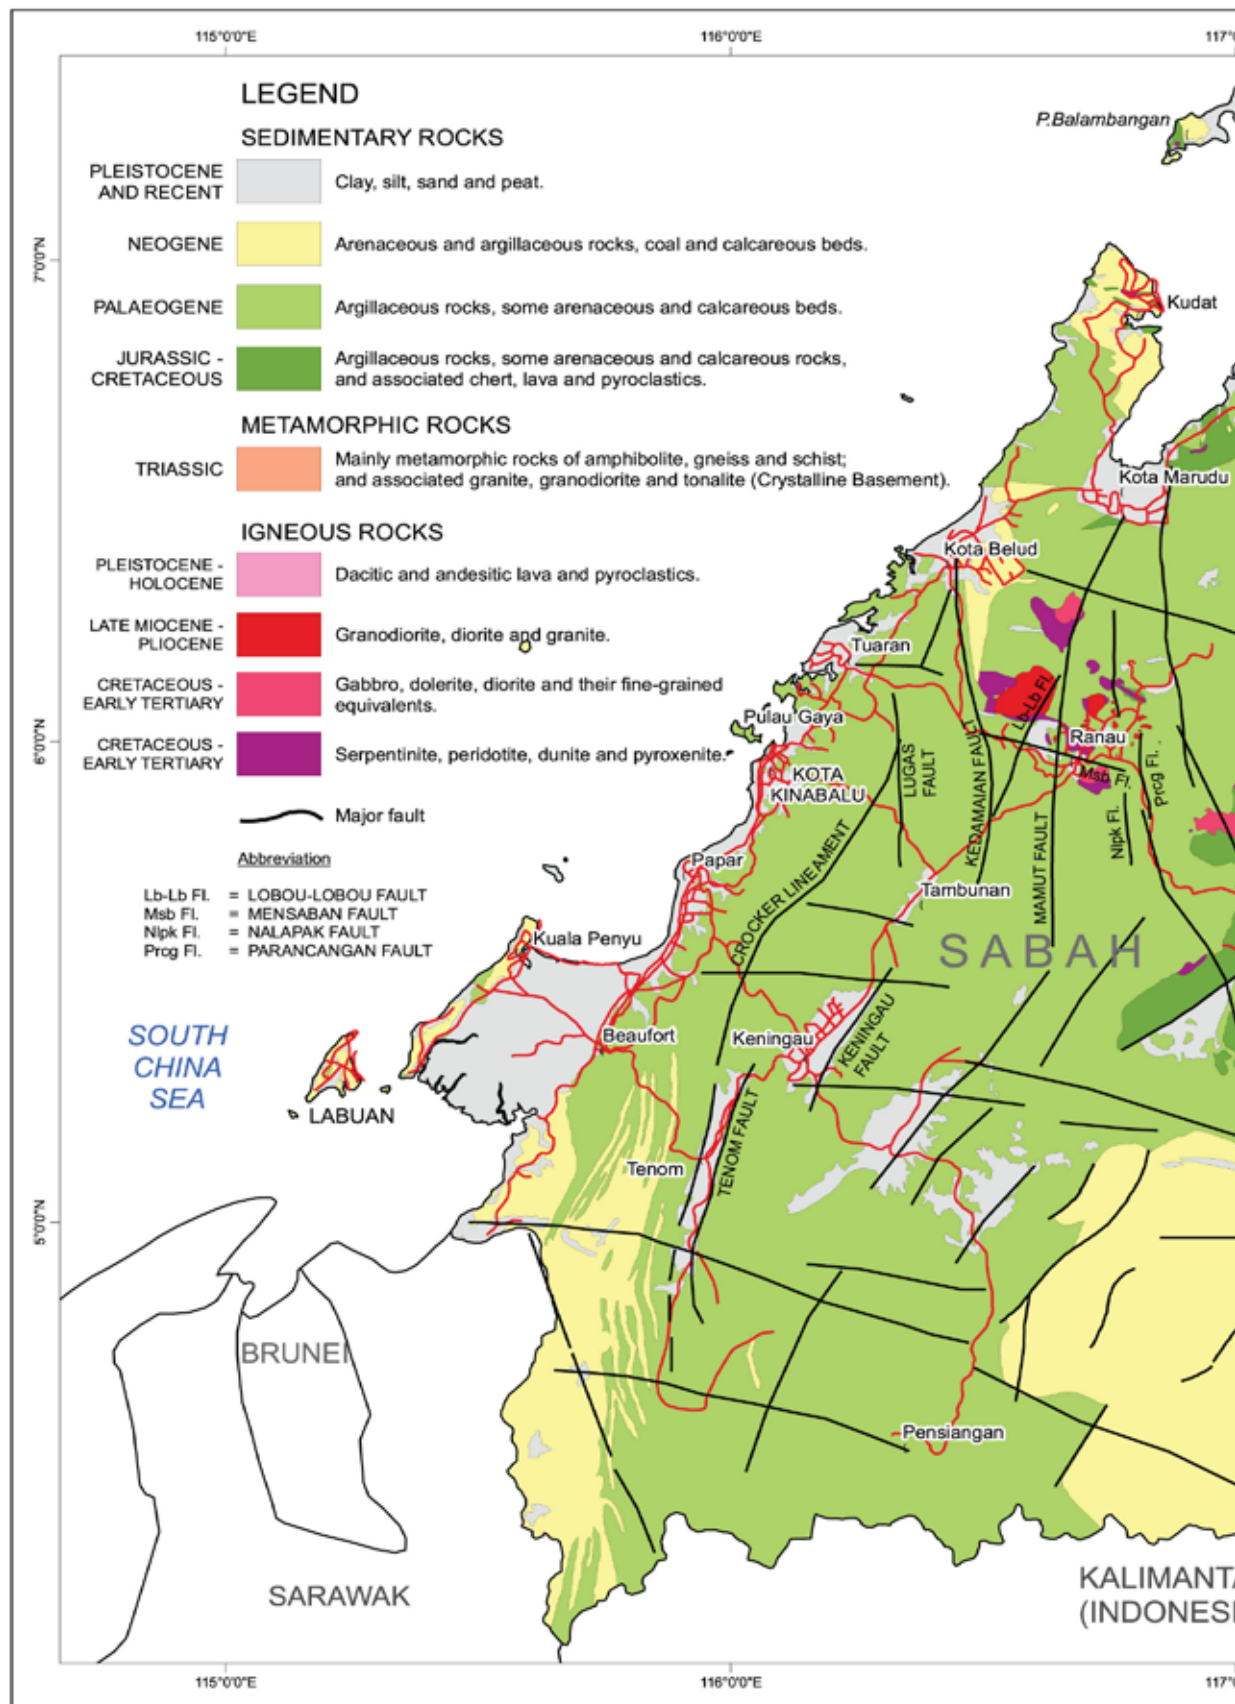 115°0'0"E
116°0'0"E
117°
LEGEND
SEDIMENTARY ROCKS
PLEISTOCENE
AND RECENT
Clay, silt, sand and peat.
NEOGENE
Arenaceous and argillaceous rocks, coal and calcareous beds.
PALAEOGENE
Argillaceous rocks, some arenaceous and calcareous beds.
JURASSIC -
CRETACEOUS
Argillaceous rocks, some arenaceous and calcareous rocks,
and associated chert, lava and pyroclastics.
METAMORPHIC ROCKS
TRIASSIC
Mainly metamorphic rocks of amphibolite, gneiss and schist;
and associated granite, granodiorite and tonalite (Crystalline Basement).
IGNEOUS ROCKS
PLEISTOCENE -
HOLOCENE
Dacitic and andesitic lava and pyroclastics.
LATE MIOCENE -
PLIOCENE
Granodiorite, diorite and granite.
CRETACEOUS -
EARLY TERTIARY
Gabbro, dolerite, diorite and their fine-grained
equivalents.
CRETACEOUS -
EARLY TERTIARY
Serpentinite, peridotite, dunite and pyroxenite.
Major fault
Abbreviation
Lb-Lb Fl. = LOBOU-LOBOU FAULT
Msb Fl. = MENSABAN FAULT
Nlpk Fl. = NALAPAK FAULT
Prcg Fl. = PARANCANGAN FAULT
7°0'0"N
6°0'0"N
5°0'0"N
P.Balambangan
Kudat
Kota Marudu
Kota Belud
Tuaran
Pulau Gaya
KOTA
KINABALU
LUGAS
FAULT
KEDAMAIAN FAULT
Lb-Lb Fl.
Ranau
Msb Fl.
Prcg Fl.
Nlpk Fl.
MAMUT FAULT
CROCKER LINEAMENT
Papar
Tambunan
SABAH
Kuala Penyu
Beaufort
Keningau
KENINGAU
FAULT
SOUTH
CHINA
SEA
LABUAN
Tenom
TENOM FAULT
BRUNEI
Pensiangan
SARAWAK
KALIMANTA
(INDONESI
115°0'0"E
116°0'0"E
117°